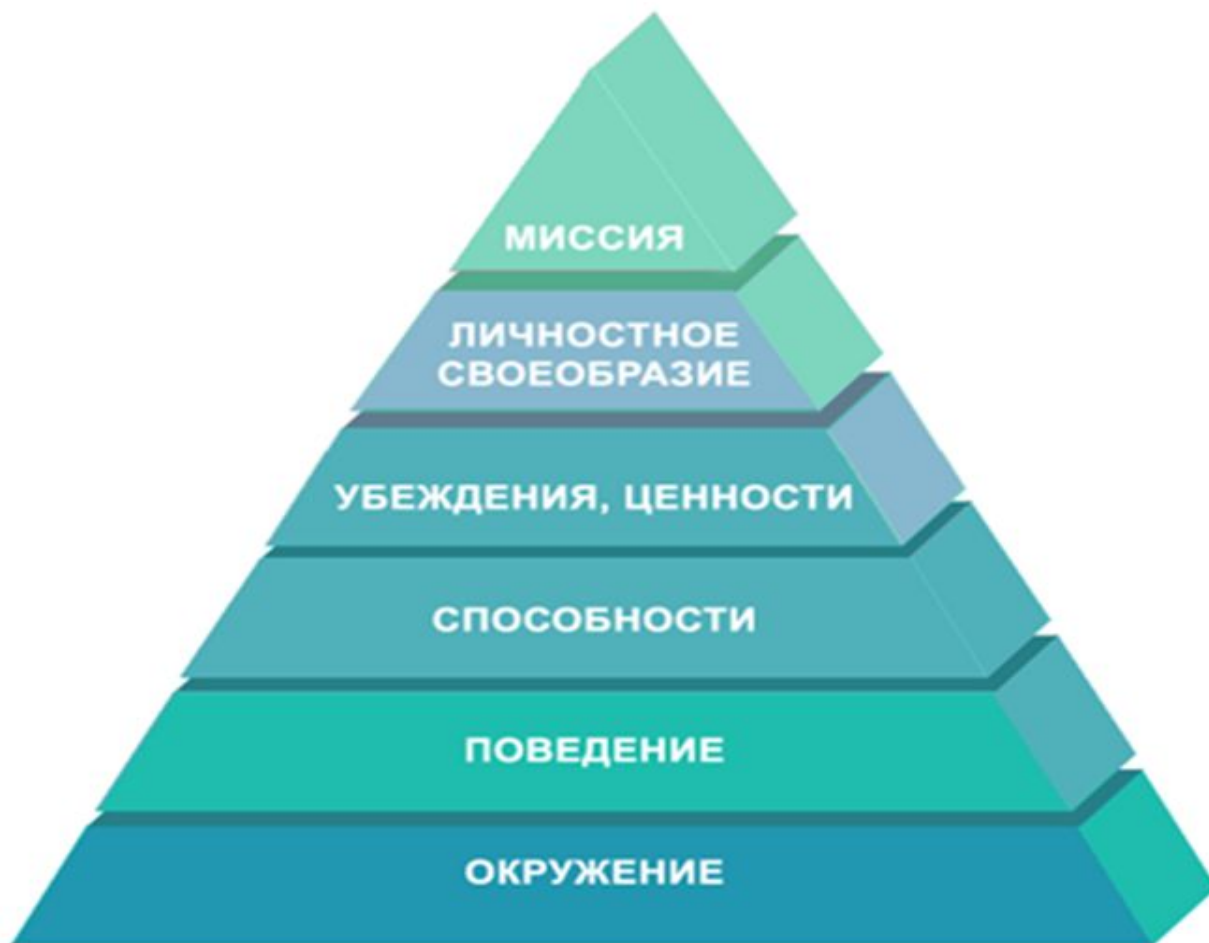 МИССИЯ
ЛИЧНОСТНОЕ
СВОЕОБРАЗИЕ
УБЕЖДЕНИЯ, ЦЕННОСТИ
СПОСОБНОСТИ
ПОВЕДЕНИЕ
ОКРУЖЕНИЕ